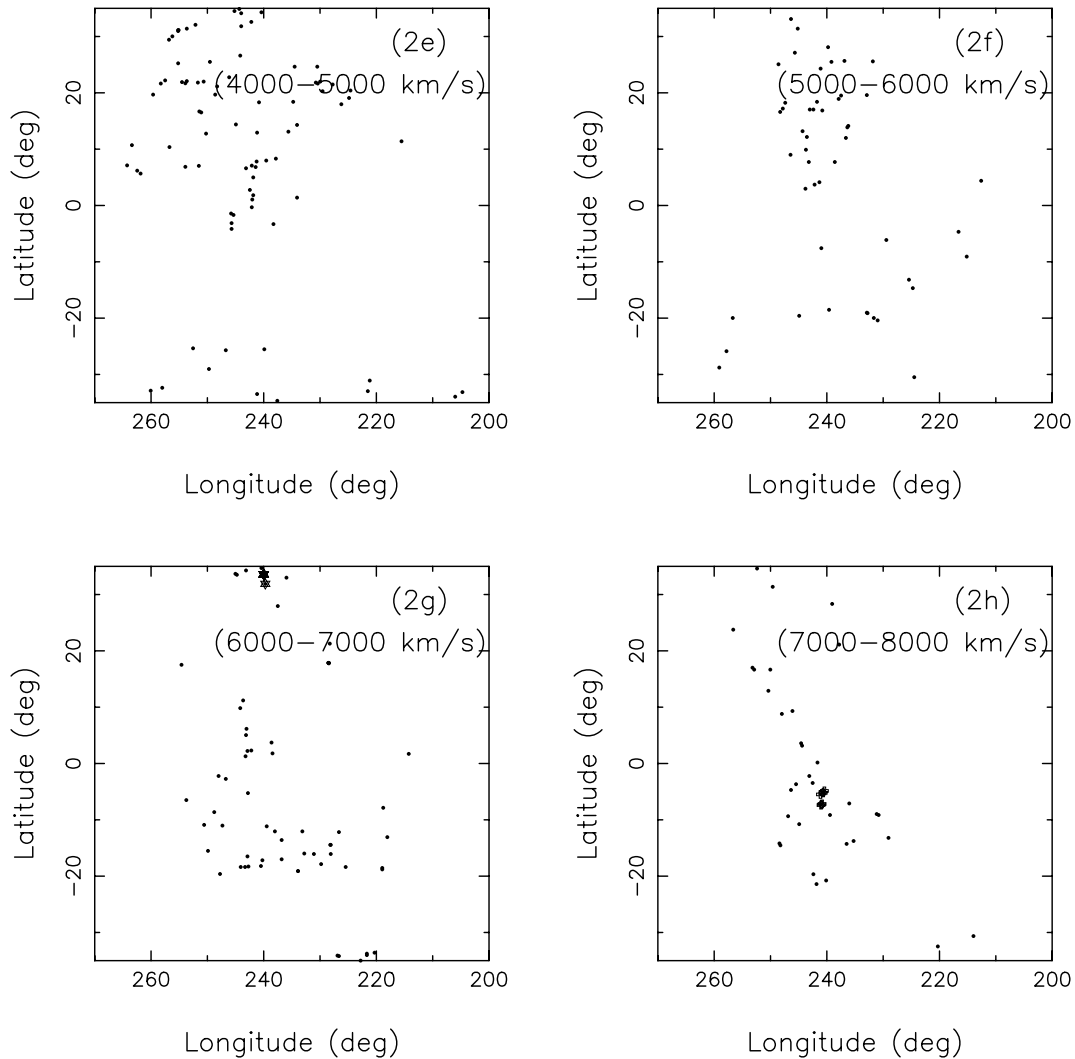 (2e)
(4000−5000 km/s)
Latitude (deg)
20
0
−20
260
240
220
200
Longitude (deg)
(2f)
(5000−6000 km/s)
Latitude (deg)
20
0
−20
260
240
220
200
Longitude (deg)
(2g)
(6000−7000 km/s)
Latitude (deg)
20
0
−20
260
240
220
200
Longitude (deg)
(2h)
(7000−8000 km/s)
Latitude (deg)
20
0
−20
260
240
220
200
Longitude (deg)